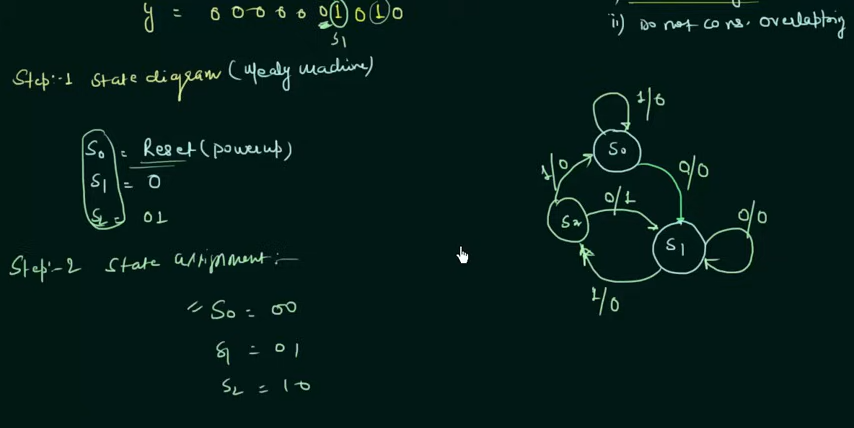 y = 0 0 0 0 0 0 1 0 1 0
S1
ii) Do not cons. overlapping
Step:-1 State diagram (Mealy machine)
S0 = Reset (power up)
S1 = 0
S2 = 01
Step:-2 State assignment:-
S0 = 00
S1 = 01
S2 = 10
1/0
S0
1/0
0/0
0/1
0/0
S2
S1
1/0